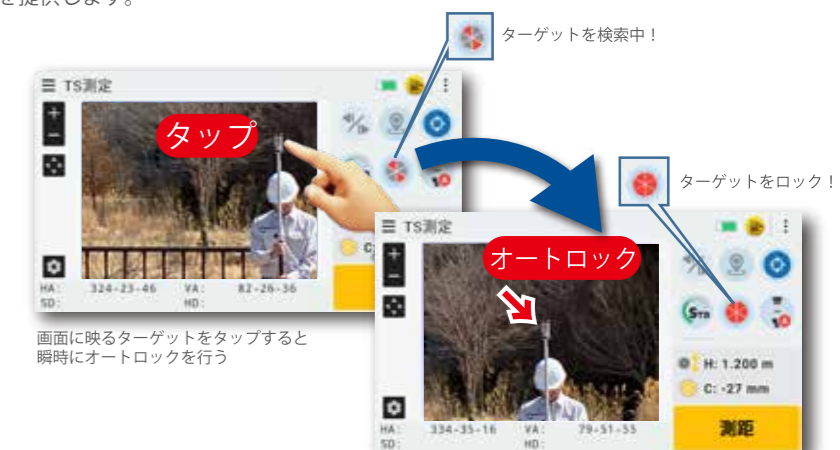 を提供します。
ターゲットを検索中！
TS測定
タップ
HA: 324-23-46 VA: 82-26-36
SD: HD:
画面に映るターゲットをタップすると
瞬時にオートロックを行う
ターゲットをロック！
TS測定
オートロック
STD
H: 1.200 m
C: -27 mm
測距
HA: 334-35-16 VA: 79-51-55
SD: HD: